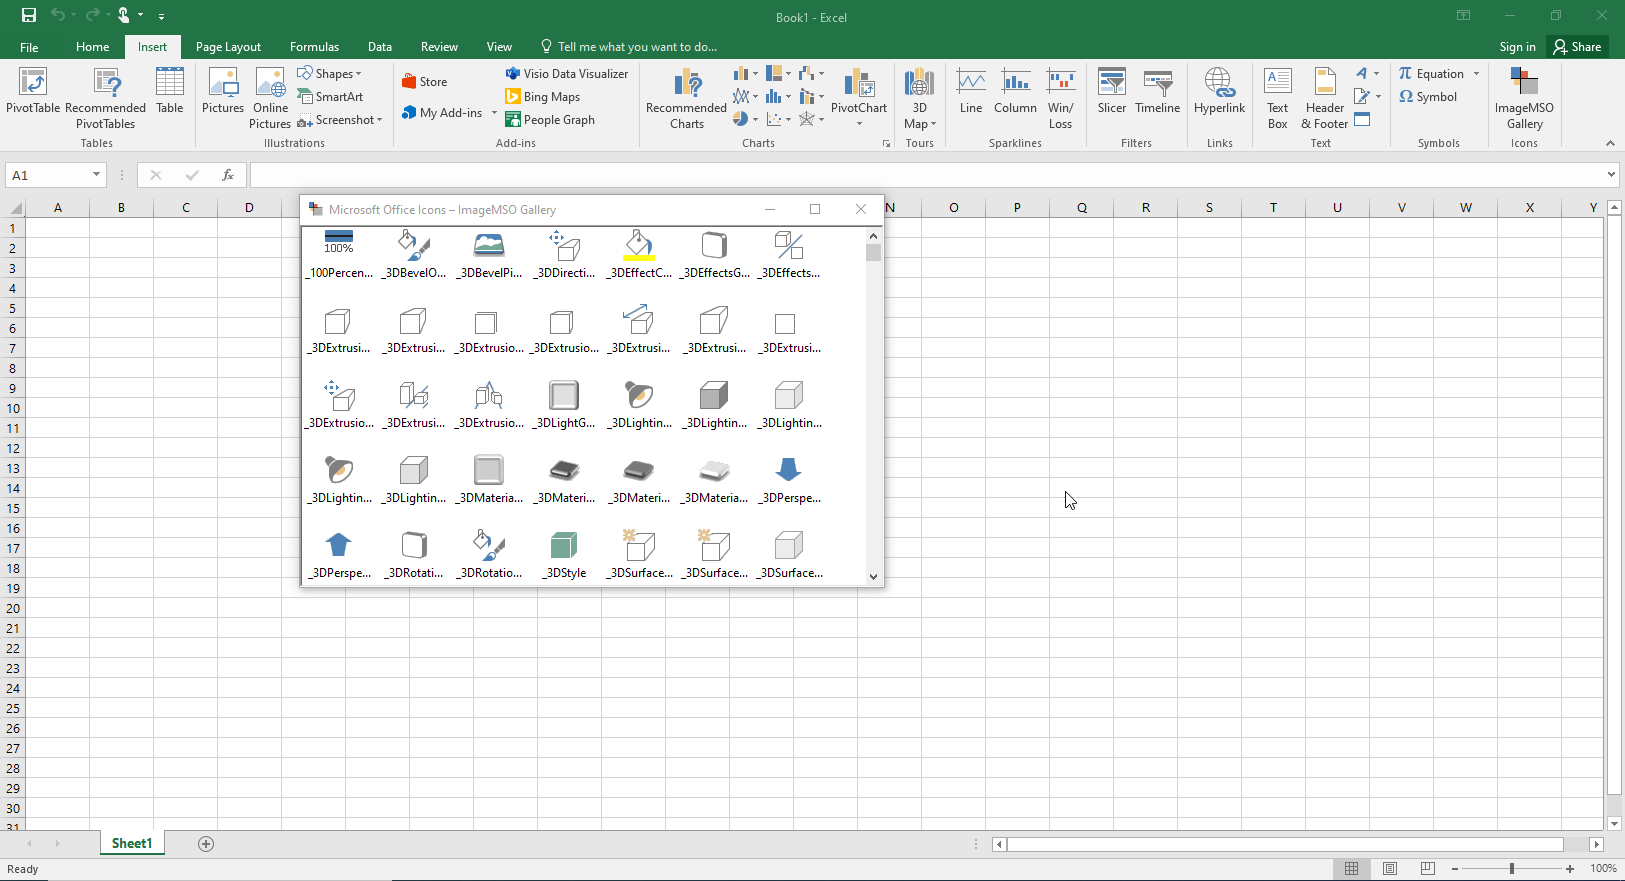 Book1 - Excel
File Home Insert Page Layout Formulas Data Review View Tell me what you want to do... Sign in Share
PivotTable
Recommended
PivotTables
Table
Tables
Pictures
Online
Pictures
Shapes
SmartArt
Screenshot
Illustrations
Store
My Add-ins
Visio Data Visualizer
Bing Maps
People Graph
Add-ins
Recommended
Charts
PivotChart
Charts
3D
Map
Tours
Line
Column
Win/
Loss
Sparklines
Slicer
Timeline
Filters
Hyperlink
Links
Text
Box
Header
& Footer
Text
Equation
Symbol
Symbols
ImageMSO
Gallery
Icons
A1
fx
A B C D N O P Q R S T U V W X Y
Microsoft Office Icons – ImageMSO Gallery
100%
_100Percen... _3DBevelO... _3DBevelPi... _3DDirecti... _3DEffectC... _3DEffectsG... _3DEffects...
_3DExtrusi... _3DExtrusi... _3DExtrusio... _3DExtrusio... _3DExtrusi... _3DExtrusi... _3DExtrusi...
_3DExtrusio... _3DExtrusi... _3DExtrusio... _3DLightG... _3DLightin... _3DLightin... _3DLightin...
_3DLightin... _3DLightin... _3DMateria... _3DMateri... _3DMateri... _3DMateria... _3DPerspe...
_3DPerspe... _3DRotati... _3DRotatio... _3DStyle _3DSurface... _3DSurface... _3DSurface...
1
2
3
4
5
6
7
8
9
10
11
12
13
14
15
16
17
18
19
20
21
22
23
24
25
26
27
28
29
30
31
Sheet1
Ready
100%